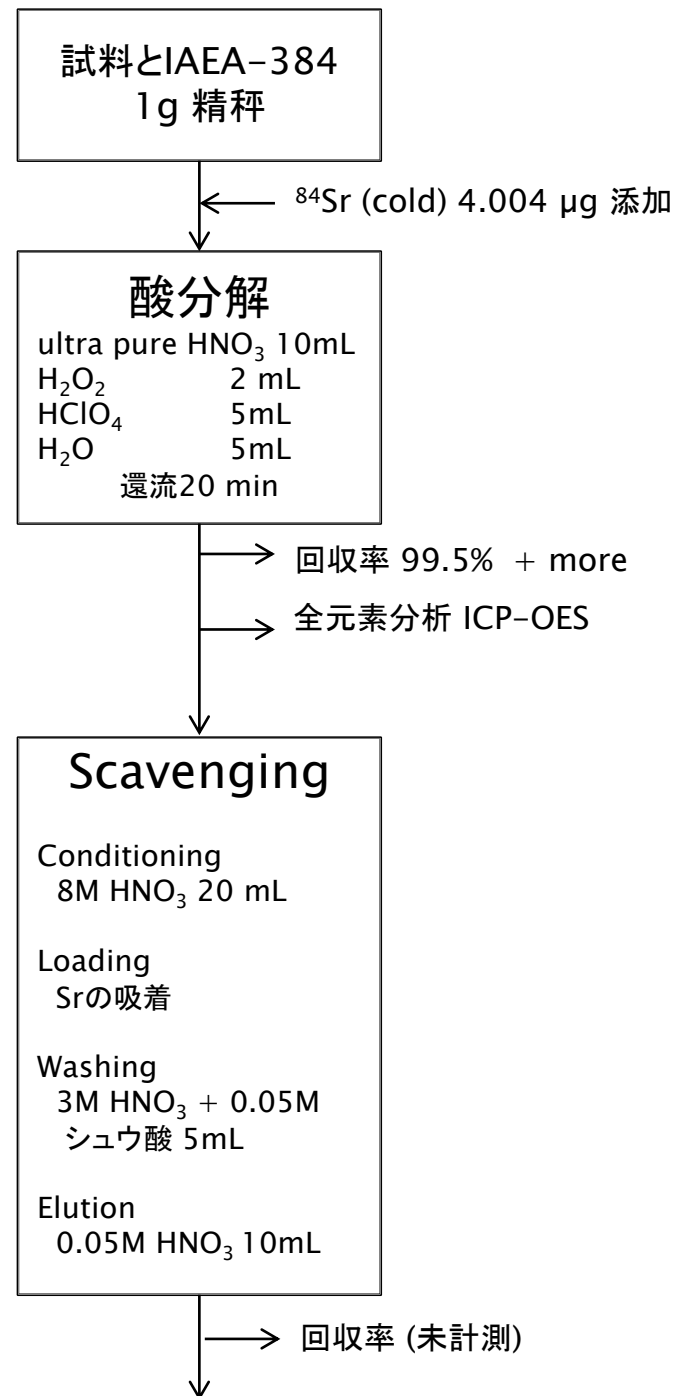 試料とIAEA-384
1g 精秤
⁸⁴Sr (cold) 4.004 μg 添加
酸分解
ultra pure HNO₃ 10mL
H₂O₂ 2 mL
HClO₄ 5mL
H₂O 5mL
還流20 min
回収率 99.5% + more
全元素分析 ICP-OES
Scavenging
Conditioning
8M HNO₃ 20 mL
Loading
Srの吸着
Washing
3M HNO₃ + 0.05M
シュウ酸 5mL
Elution
0.05M HNO₃ 10mL
回収率 (未計測)